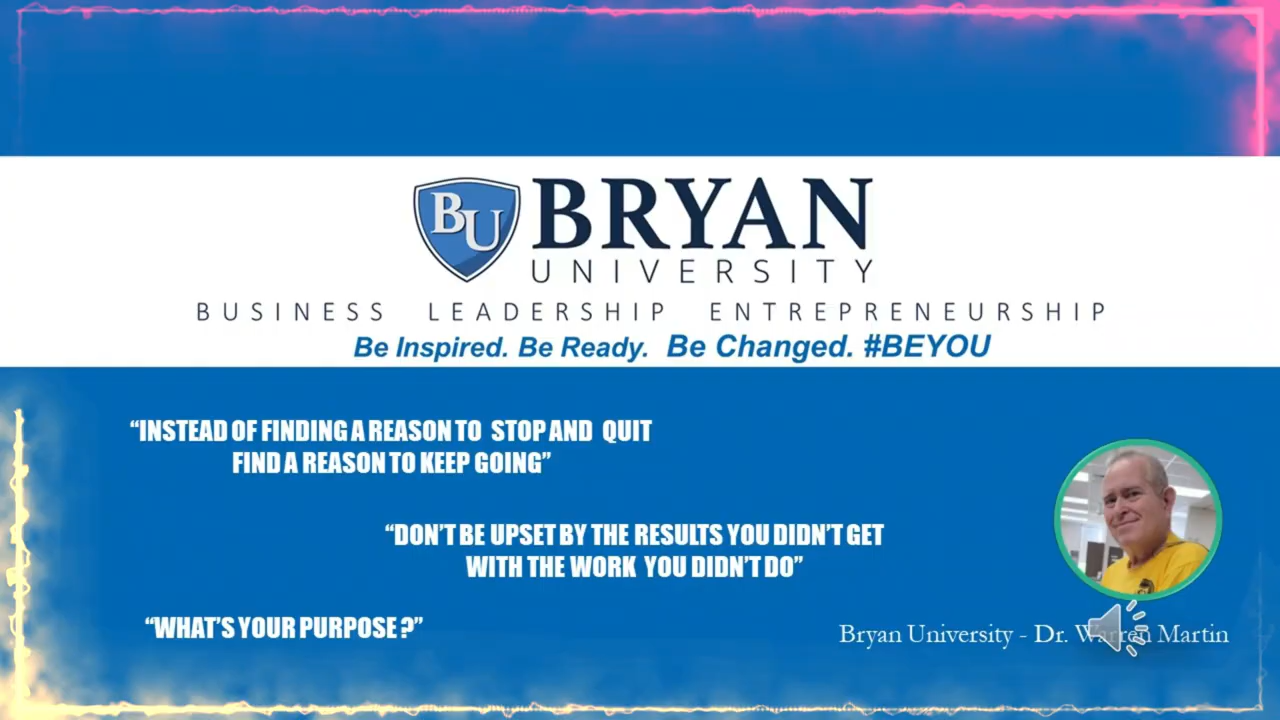 BU
BRYAN
UNIVERSITY
BUSINESS LEADERSHIP ENTREPRENEURSHIP
Be Inspired. Be Ready. Be Changed. #BEYOU
“INSTEAD OF FINDING A REASON TO STOP AND QUIT
FIND A REASON TO KEEP GOING”
“DON’T BE UPSET BY THE RESULTS YOU DIDN’T GET
WITH THE WORK YOU DIDN’T DO”
“WHAT’S YOUR PURPOSE ?”
Bryan University - Dr. Warren Martin